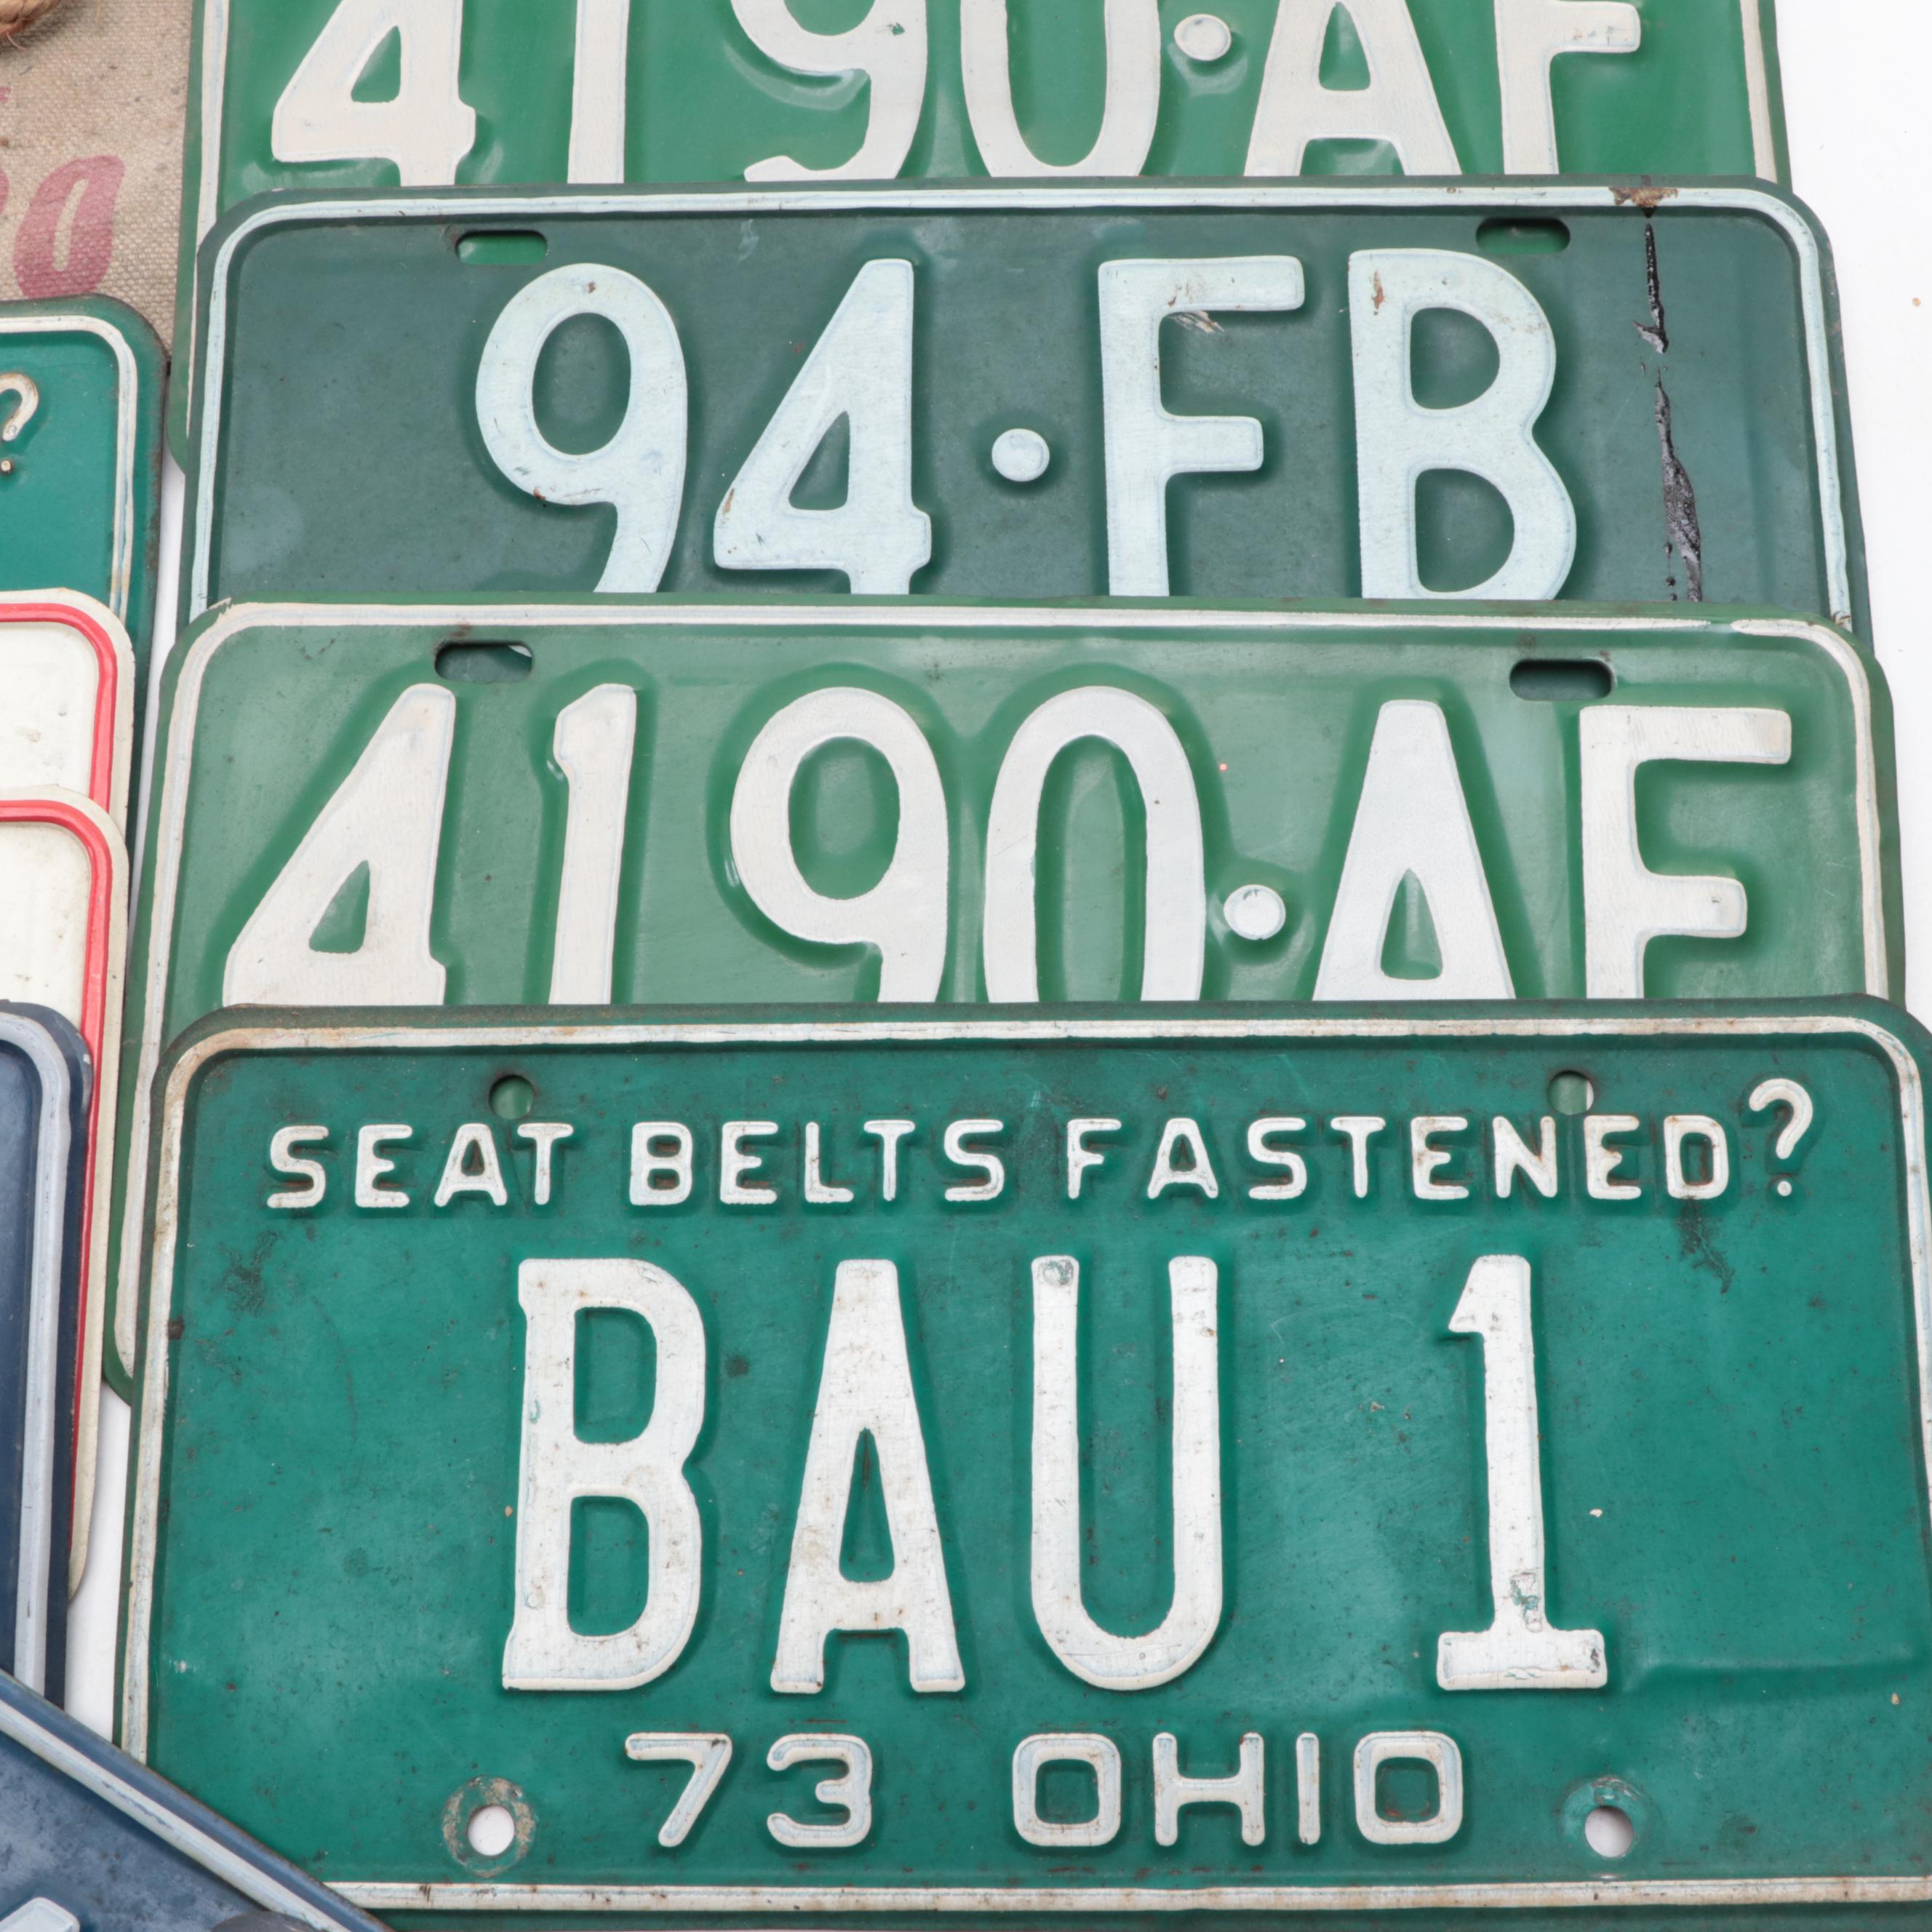 4190·AF
94·FB
?
4190·AF
SEAT BELTS FASTENED?
BAU 1
73 OHIO